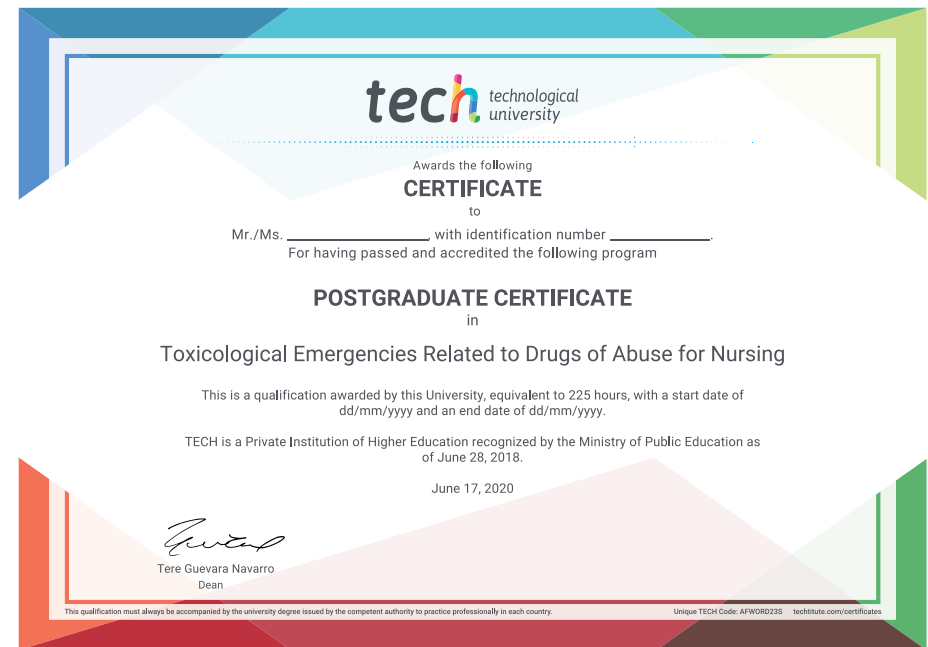 tech technological
university
Awards the following
CERTIFICATE
to
Mr./Ms. ____________________, with identification number ______________.
For having passed and accredited the following program
POSTGRADUATE CERTIFICATE
in
Toxicological Emergencies Related to Drugs of Abuse for Nursing
This is a qualification awarded by this University, equivalent to 225 hours, with a start date of
dd/mm/yyyy and an end date of dd/mm/yyyy.
TECH is a Private Institution of Higher Education recognized by the Ministry of Public Education as
of June 28, 2018.
June 17, 2020
Tere Guevara Navarro
Dean
This qualification must always be accompanied by the university degree issued by the competent authority to practice professionally in each country. Unique TECH Code: AFWORD23S techtitute.com/certificates